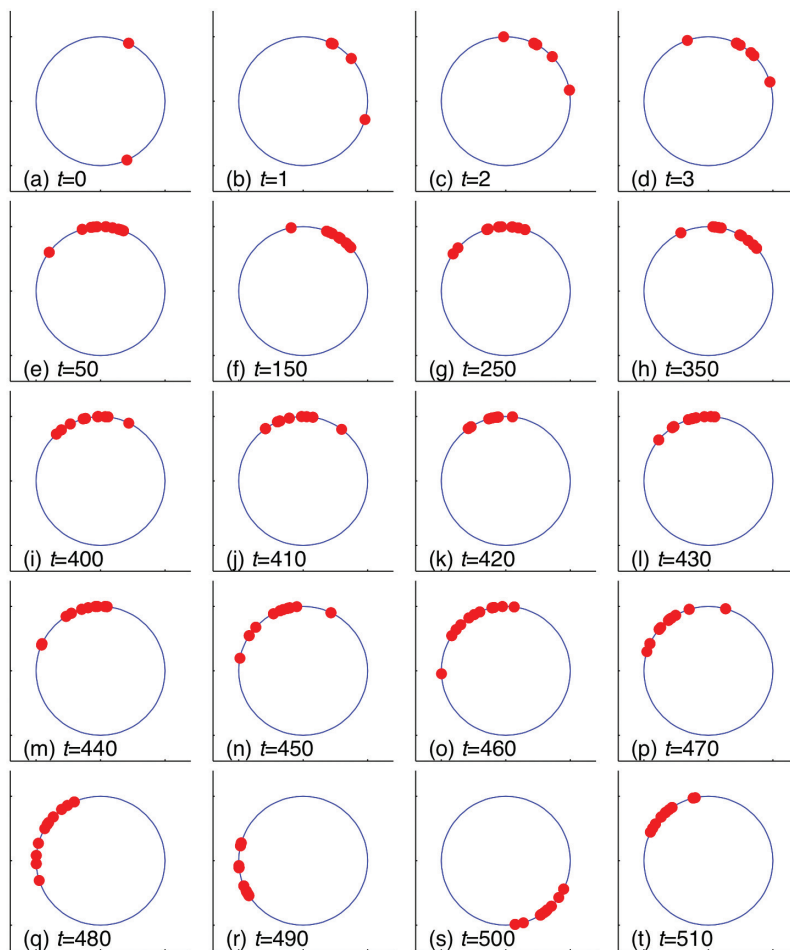 (a) t=0
(b) t=1
(c) t=2
(d) t=3
(e) t=50
(f) t=150
(g) t=250
(h) t=350
(i) t=400
(j) t=410
(k) t=420
(l) t=430
(m) t=440
(n) t=450
(o) t=460
(p) t=470
(q) t=480
(r) t=490
(s) t=500
(t) t=510